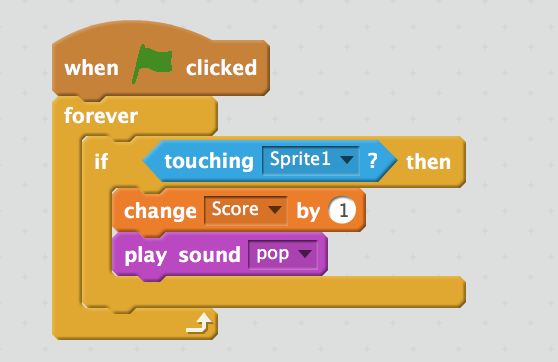 when clicked
forever
if touching Sprite1 ? then
change Score by 1
play sound pop